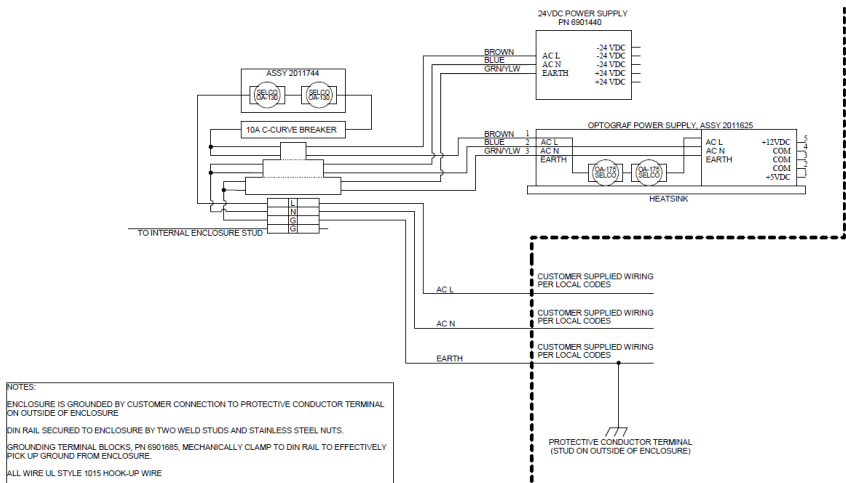 24VDC POWER SUPPLY
PN 6901440
BROWN
BLUE
GRN/YLW
AC L
AC N
EARTH
-24 VDC
-24 VDC
-24 VDC
+24 VDC
+24 VDC
ASSY 2011744
SELCO
OA-130
SELCO
OA-130
10A C-CURVE BREAKER
OPTOGRAF POWER SUPPLY, ASSY 2011625
BROWN 1
BLUE 2
GRN/YLW 3
AC L
AC N
EARTH
OA-175
SELCO
OA-175
SELCO
AC L
AC N
EARTH
+12VDC 5
COM 4
COM 3
COM 2
+5VDC 1
HEATSINK
L
N
G
G
TO INTERNAL ENCLOSURE STUD
AC L
CUSTOMER SUPPLIED WIRING
PER LOCAL CODES
AC N
CUSTOMER SUPPLIED WIRING
PER LOCAL CODES
EARTH
CUSTOMER SUPPLIED WIRING
PER LOCAL CODES
PROTECTIVE CONDUCTOR TERMINAL
(STUD ON OUTSIDE OF ENCLOSURE)
NOTES:
ENCLOSURE IS GROUNDED BY CUSTOMER CONNECTION TO PROTECTIVE CONDUCTOR TERMINAL
ON OUTSIDE OF ENCLOSURE
DIN RAIL SECURED TO ENCLOSURE BY TWO WELD STUDS AND STAINLESS STEEL NUTS.
GROUNDING TERMINAL BLOCKS, PN 6901685, MECHANICALLY CLAMP TO DIN RAIL TO EFFECTIVELY
PICK UP GROUND FROM ENCLOSURE.
ALL WIRE UL STYLE 1015 HOOK-UP WIRE